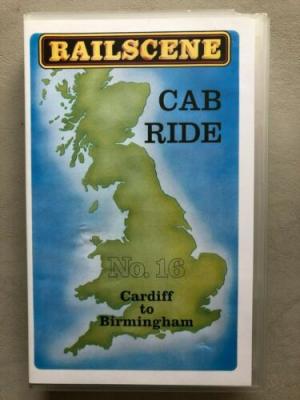 RAILSCENE
CAB
RIDE
No. 16
Cardiff
to
Birmingham